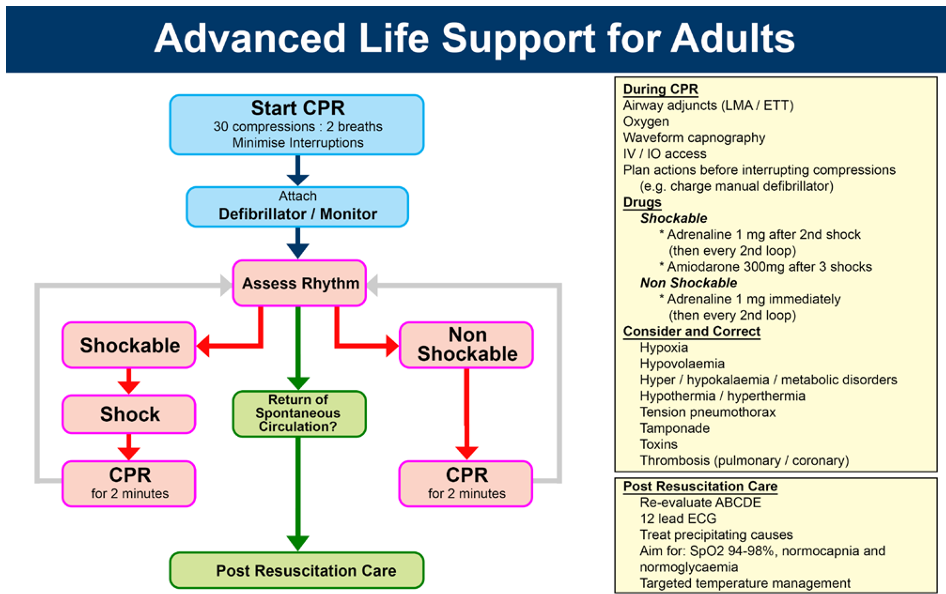 Advanced Life Support for Adults
Start CPR
30 compressions : 2 breaths
Minimise Interruptions
Attach
Defibrillator / Monitor
Assess Rhythm
Shockable
Non
Shockable
Shock
Return of
Spontaneous
Circulation?
CPR
for 2 minutes
CPR
for 2 minutes
Post Resuscitation Care
During CPR
Airway adjuncts (LMA / ETT)
Oxygen
Waveform capnography
IV / IO access
Plan actions before interrupting compressions
(e.g. charge manual defibrillator)
Drugs
Shockable
* Adrenaline 1 mg after 2nd shock
(then every 2nd loop)
* Amiodarone 300mg after 3 shocks
Non Shockable
* Adrenaline 1 mg immediately
(then every 2nd loop)
Consider and Correct
Hypoxia
Hypovolaemia
Hyper / hypokalaemia / metabolic disorders
Hypothermia / hyperthermia
Tension pneumothorax
Tamponade
Toxins
Thrombosis (pulmonary / coronary)
Post Resuscitation Care
Re-evaluate ABCDE
12 lead ECG
Treat precipitating causes
Aim for: SpO2 94-98%, normocapnia and
normoglycaemia
Targeted temperature management